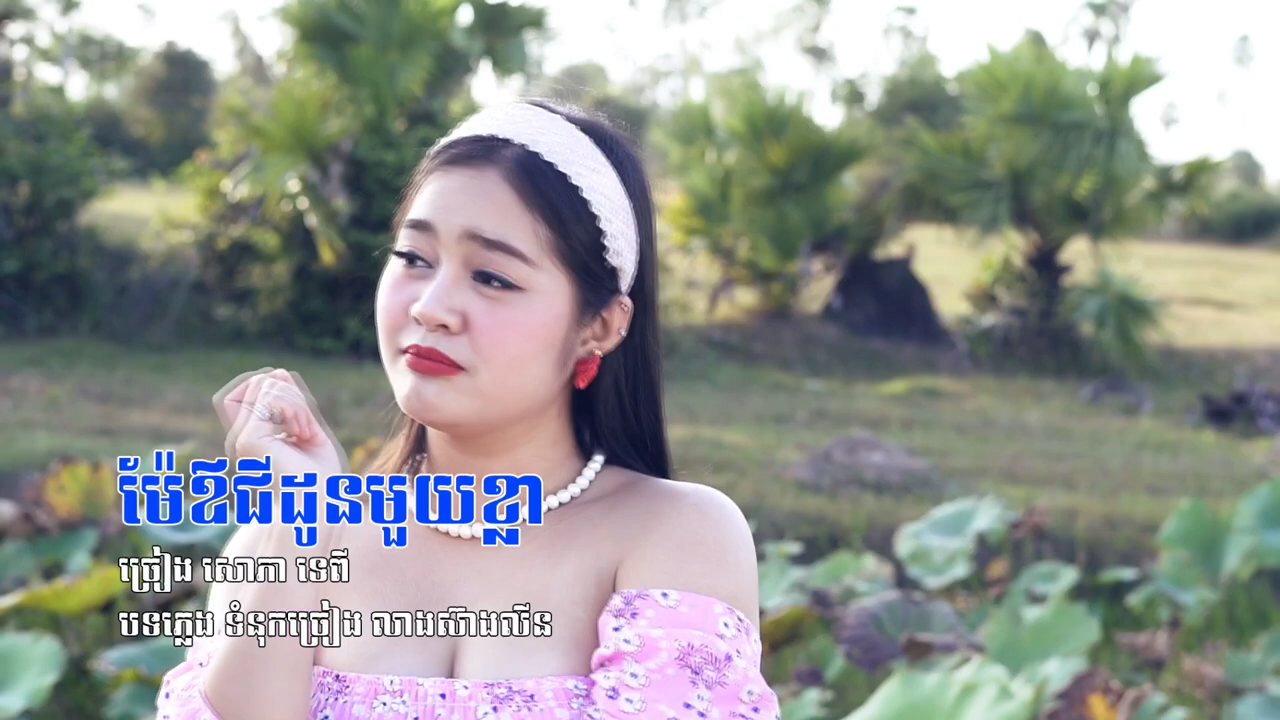 ម៉ែឪជីដូនមួយខ្លា
ច្រៀង សោភា ទេពី
បទភ្លេង ទំនុកច្រៀង លាងស៊ាងលីន